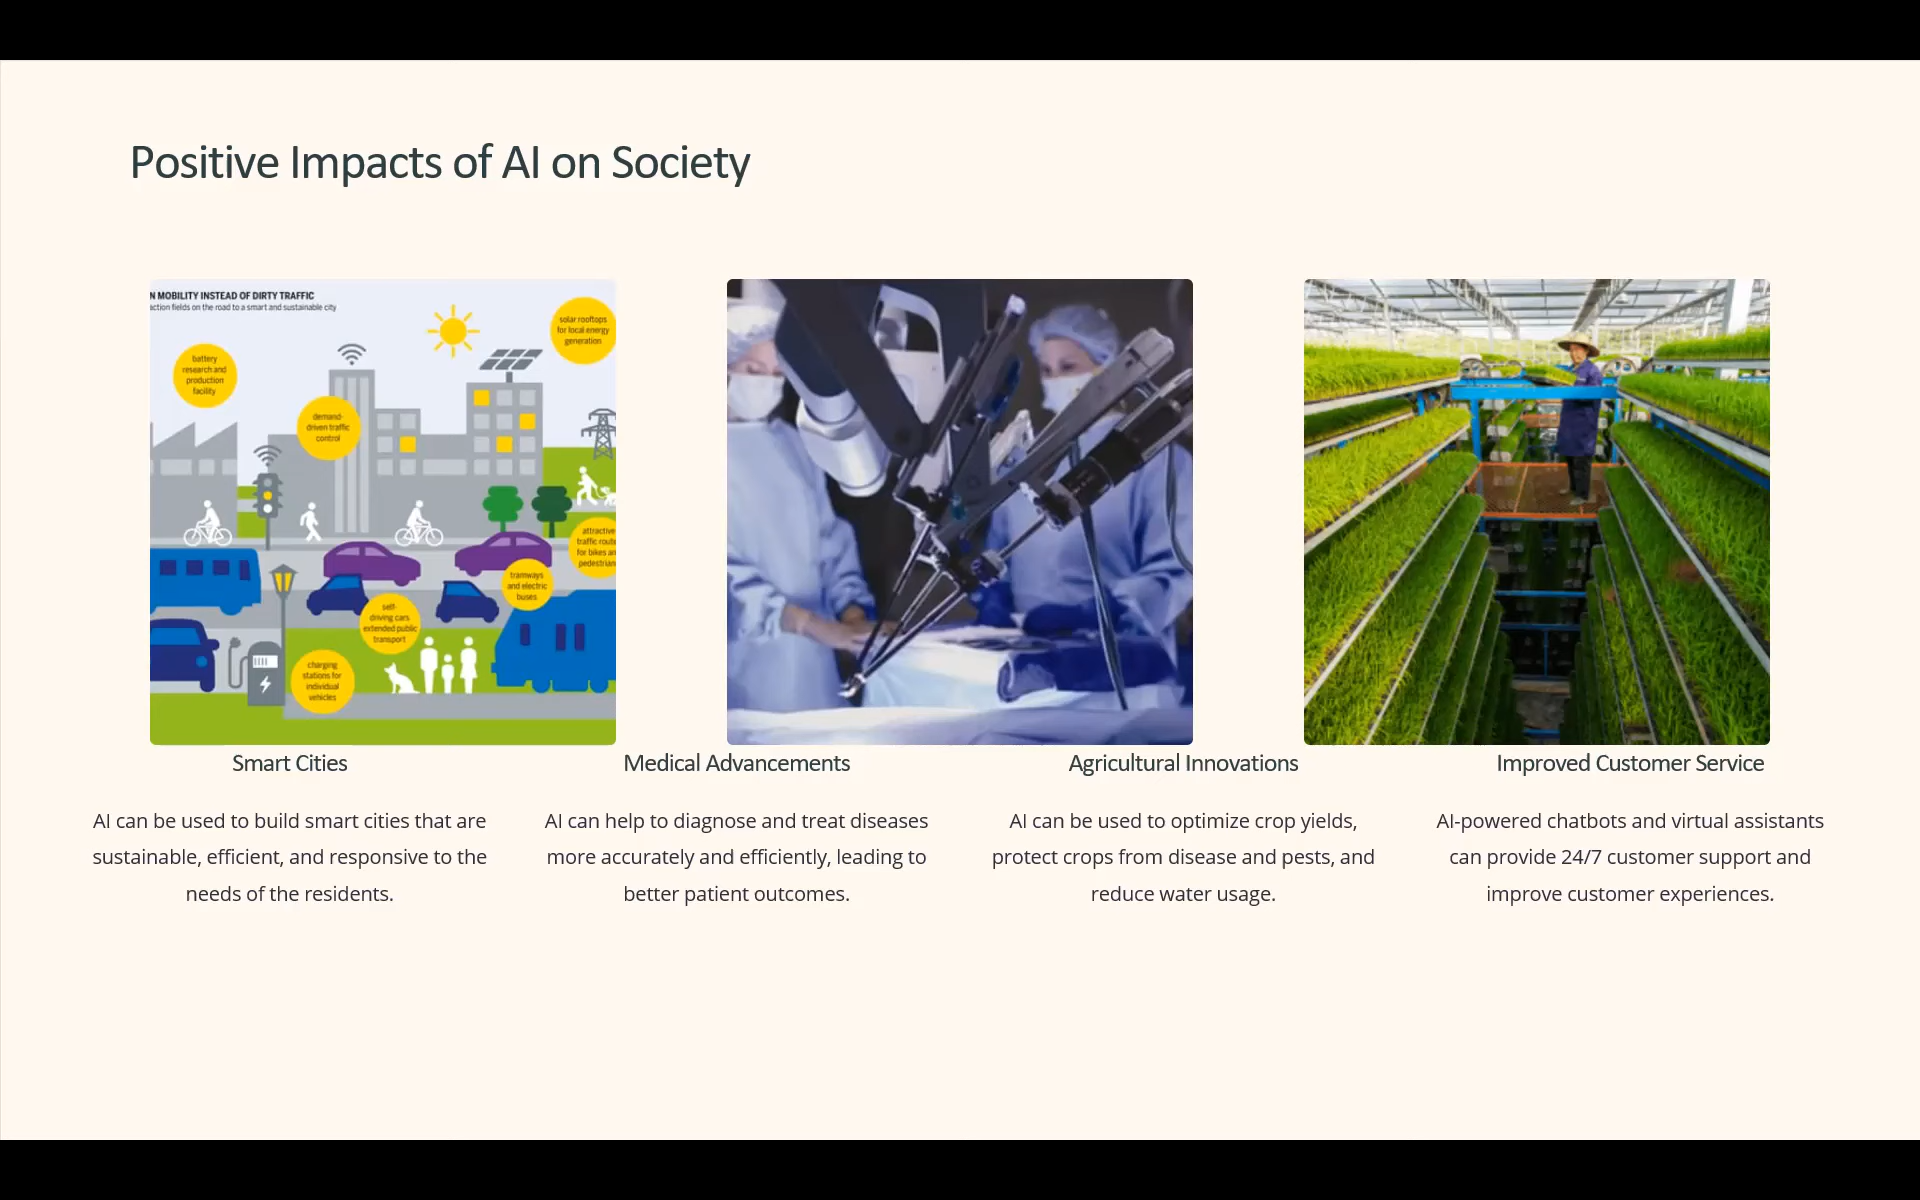 Positive Impacts of AI on Society
N MOBILITY INSTEAD OF DIRTY TRAFFIC
action fields on the road to a smart and sustainable city
solar rooftops
for local energy
generation
battery
research and
production
facility
demand-
driven traffic
control
attractive
traffic route
for bikes an
pedestrian
tramways
and electric
buses
self-
driving cars
extended public
transport
charging
stations for
individual
vehicles
Smart Cities
AI can be used to build smart cities that are
sustainable, efficient, and responsive to the
needs of the residents.
Medical Advancements
AI can help to diagnose and treat diseases
more accurately and efficiently, leading to
better patient outcomes.
Agricultural Innovations
AI can be used to optimize crop yields,
protect crops from disease and pests, and
reduce water usage.
Improved Customer Service
AI-powered chatbots and virtual assistants
can provide 24/7 customer support and
improve customer experiences.